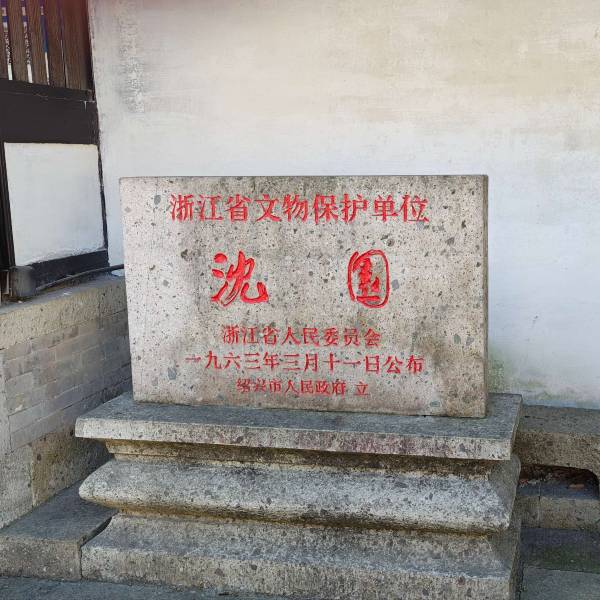 浙江省文物保护单位
沈园
浙江省人民委员会
一九六三年三月十一日公布
绍兴市人民政府 立